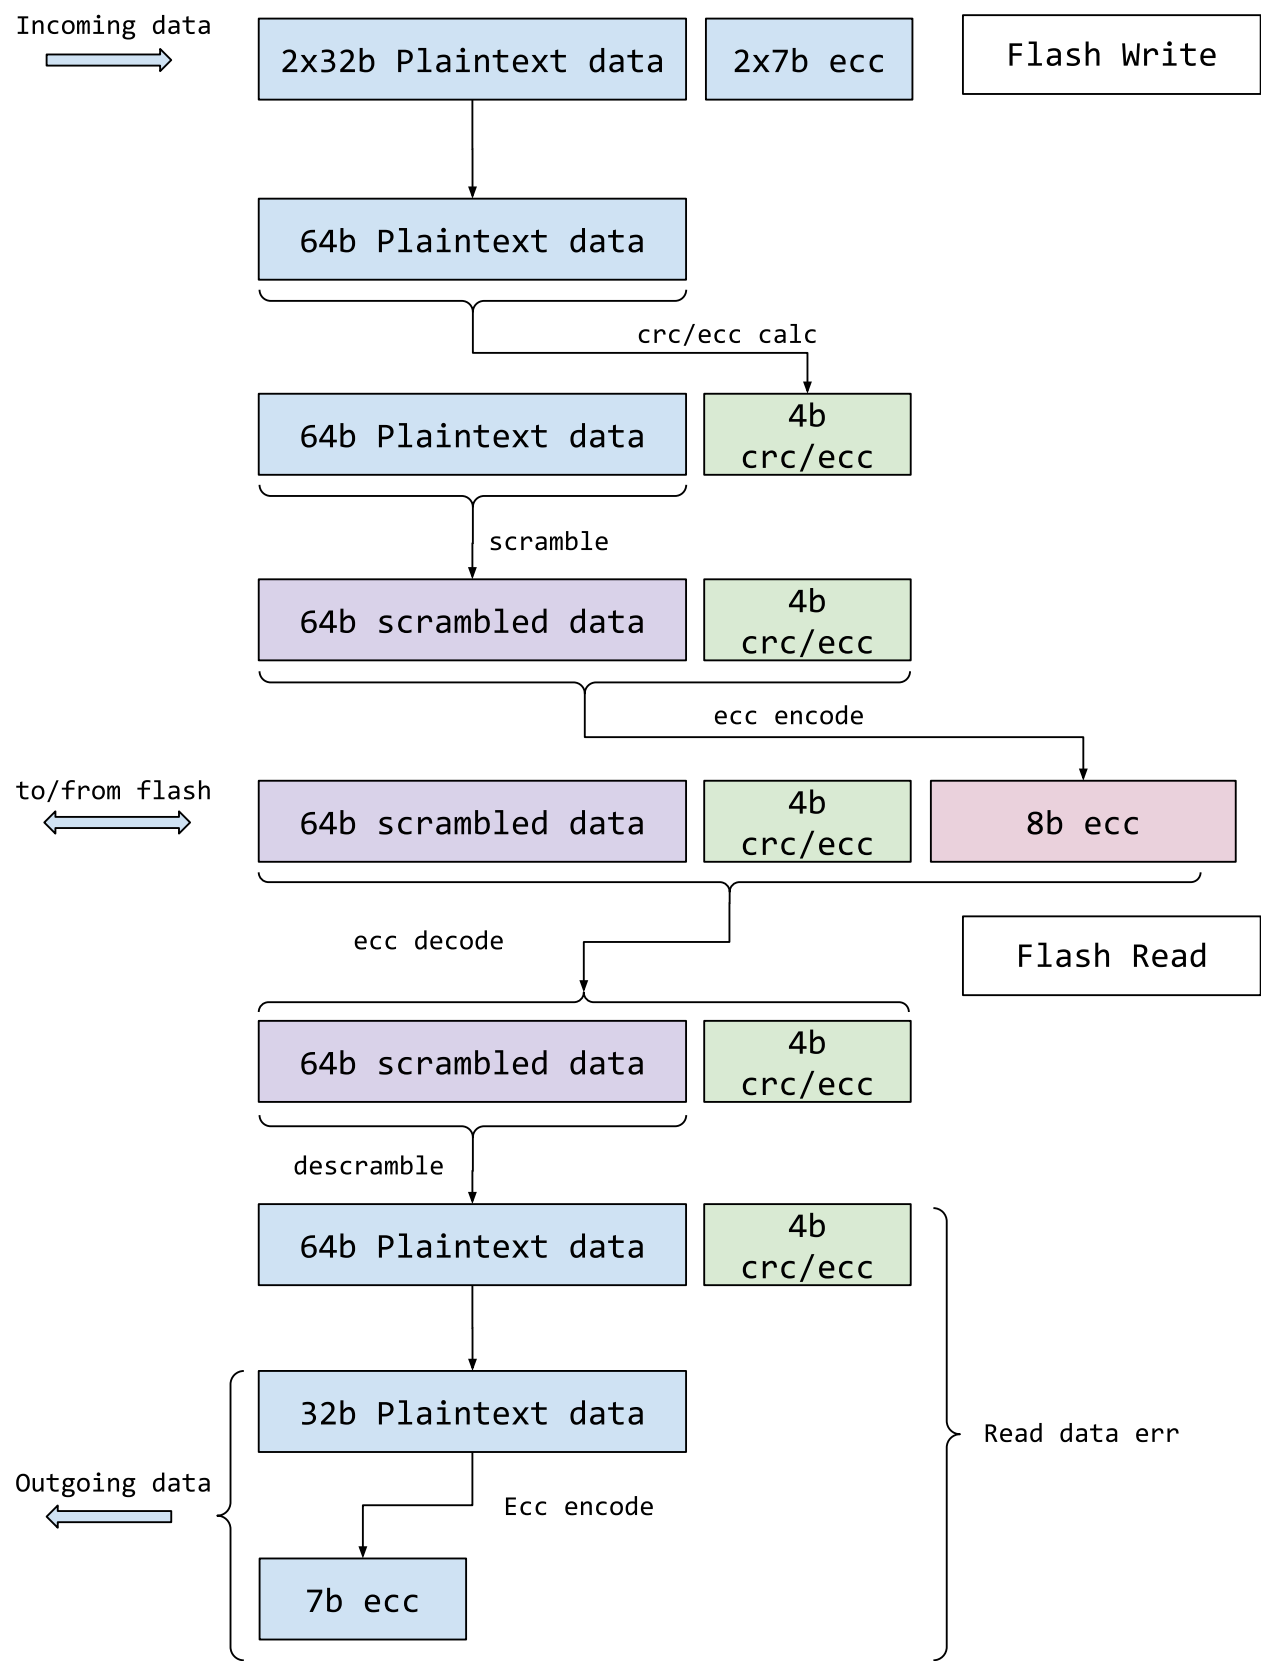 Incoming data
2x32b Plaintext data
2x7b ecc
Flash Write
64b Plaintext data
crc/ecc calc
64b Plaintext data
4b
crc/ecc
scramble
64b scrambled data
4b
crc/ecc
ecc encode
to/from flash
64b scrambled data
4b
crc/ecc
8b ecc
ecc decode
Flash Read
64b scrambled data
4b
crc/ecc
descramble
64b Plaintext data
4b
crc/ecc
32b Plaintext data
Read data err
Outgoing data
Ecc encode
7b ecc